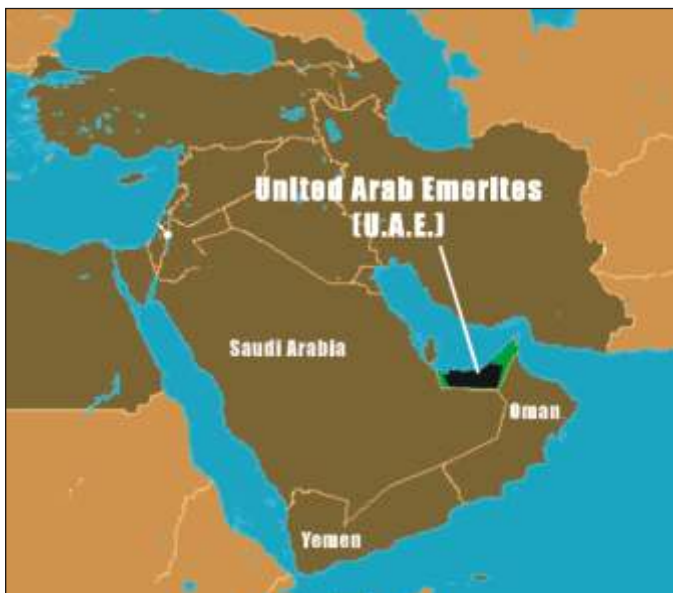 United Arab Emerites
(U.A.E.)
Saudi Arabia
Oman
Yemen